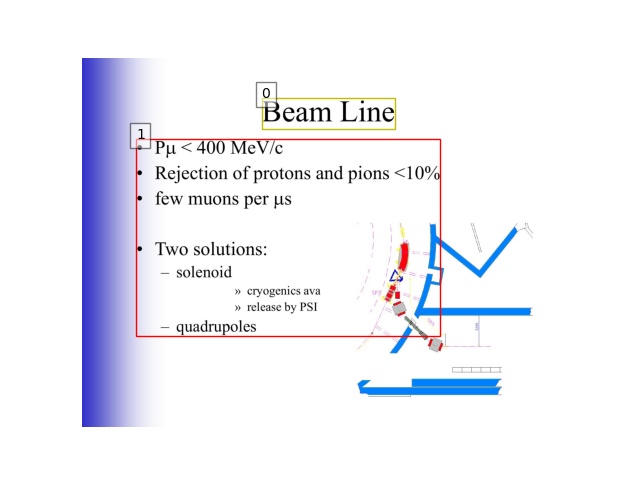 0
Beam Line
1
• Pμ < 400 MeV/c
• Rejection of protons and pions <10%
• few muons per μs
• Two solutions:
– solenoid
» cryogenics ava
» release by PSI
– quadrupoles